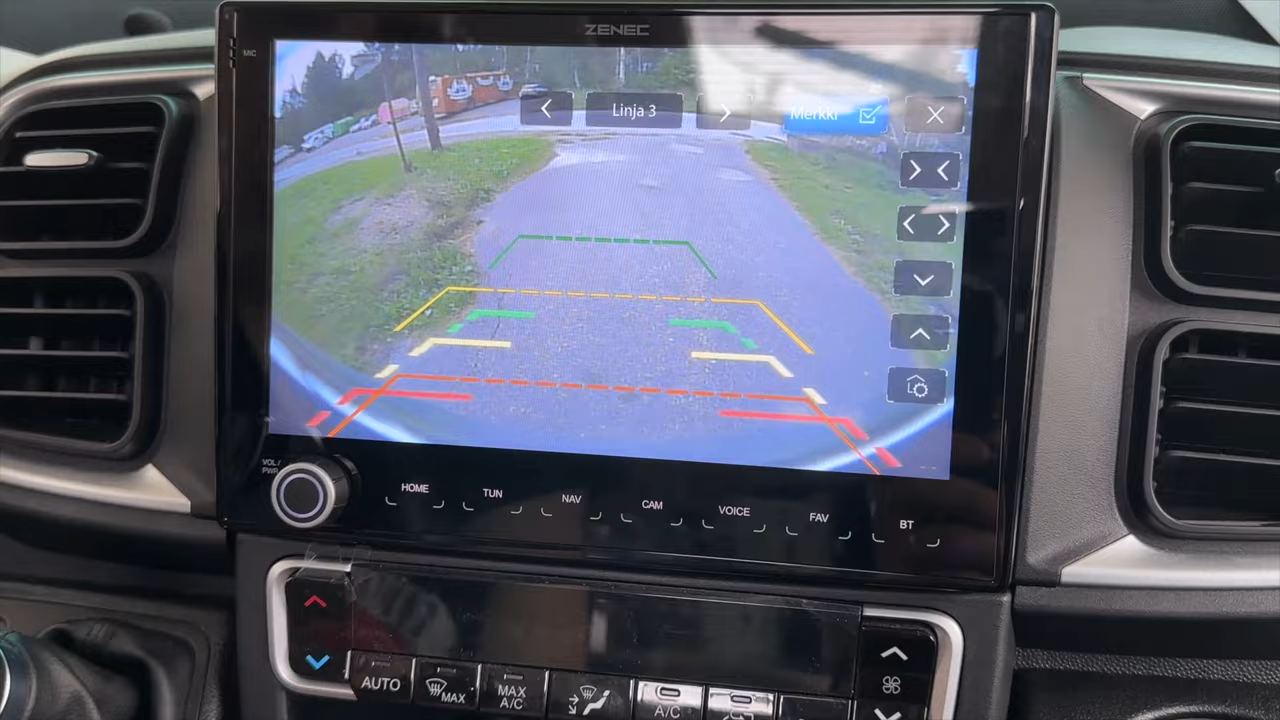 ZENEC
MIC
Linja 3
Merkki
VOL/
PWR
HOME
TUN
NAV
CAM
VOICE
FAV
BT
AUTO
MAX
MAX
A/C
A/C